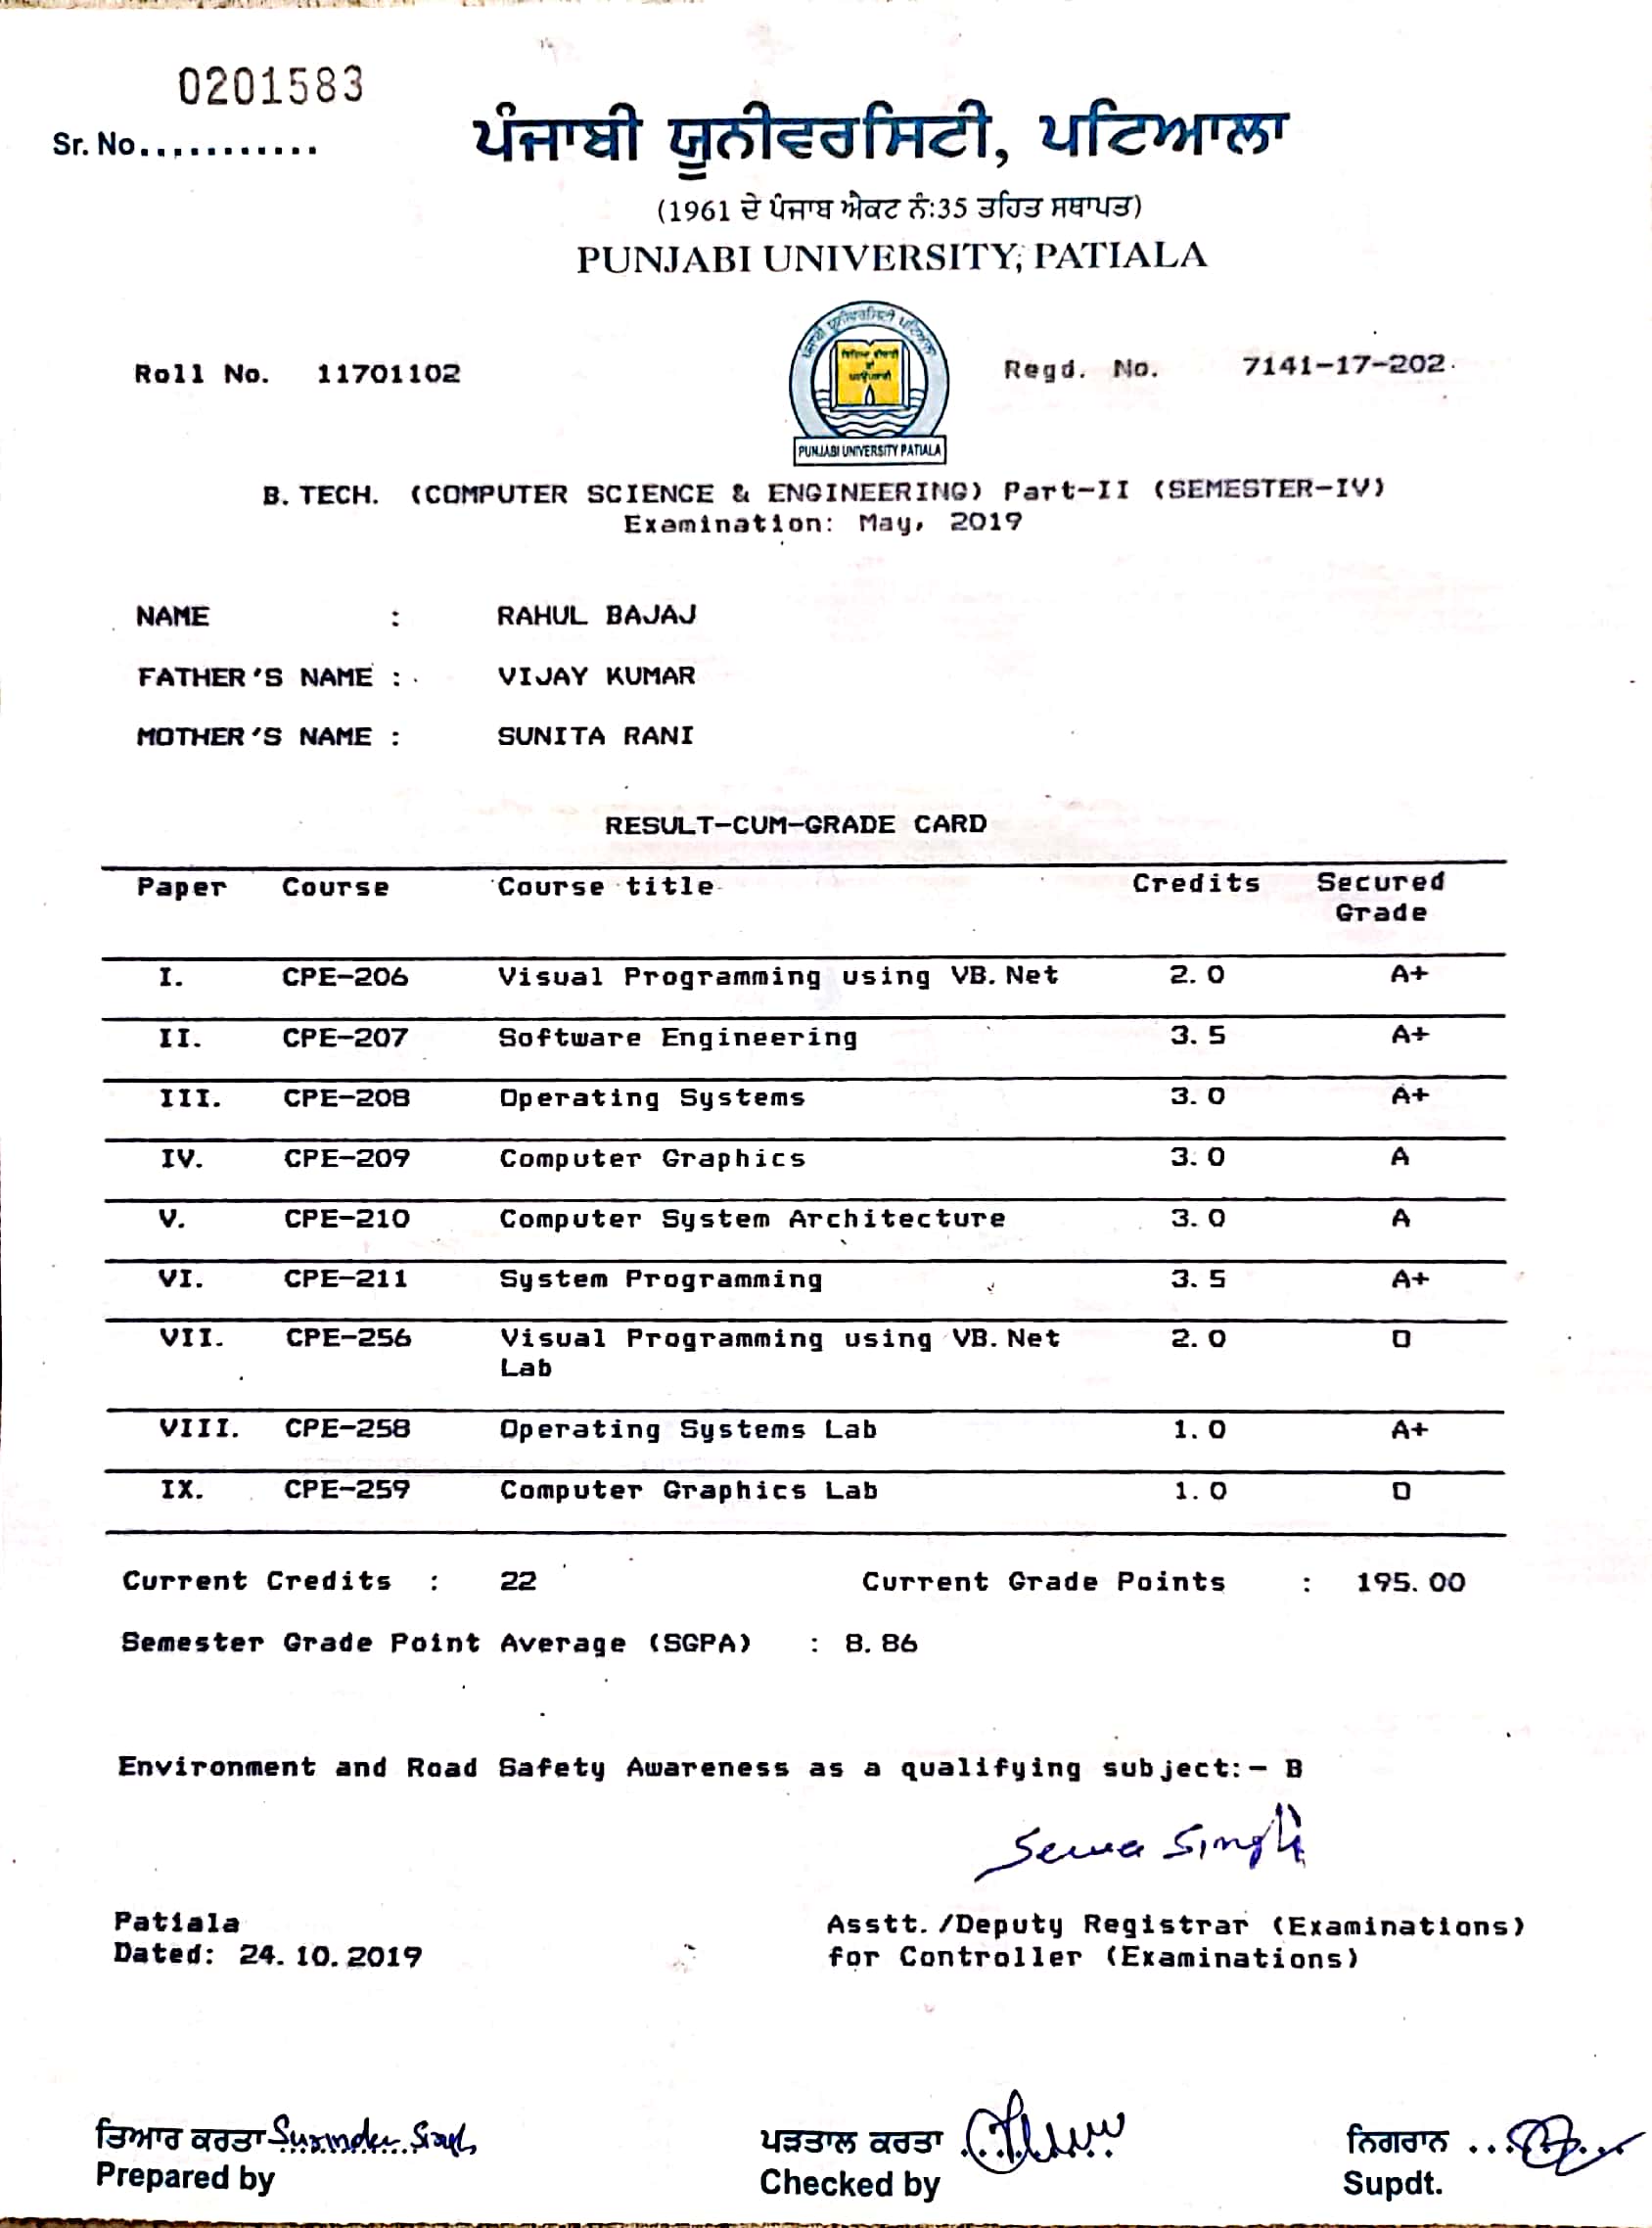 0201583
Sr. No...........
ਪੰਜਾਬੀ ਯੂਨੀਵਰਸਿਟੀ, ਪਟਿਆਲਾ
(1961 ਦੇ ਪੰਜਾਬ ਐਕਟ ਨੰ:35 ਤਹਿਤ ਸਥਾਪਤ)
PUNJABI UNIVERSITY, PATIALA
ਪੰਜਾਬੀ ਯੂਨੀਵਰਸਿਟੀ ਪਟਿਆਲਾ
PUNJABI UNIVERSITY PATIALA
Roll No. 11701102 Regd. No. 7141-17-202
B.TECH. (COMPUTER SCIENCE & ENGINEERING) Part-II (SEMESTER-IV)
Examination: May, 2019
NAME : RAHUL BAJAJ
FATHER'S NAME : VIJAY KUMAR
MOTHER'S NAME : SUNITA RANI
RESULT-CUM-GRADE CARD
Paper Course Course title Credits Secured
Grade
I. CPE-206 Visual Programming using VB.Net 2.0 A+
II. CPE-207 Software Engineering 3.5 A+
III. CPE-208 Operating Systems 3.0 A+
IV. CPE-209 Computer Graphics 3.0 A
V. CPE-210 Computer System Architecture 3.0 A
VI. CPE-211 System Programming 3.5 A+
VII. CPE-256 Visual Programming using VB.Net 2.0 O
Lab
VIII. CPE-258 Operating Systems Lab 1.0 A+
IX. CPE-259 Computer Graphics Lab 1.0 O
Current Credits : 22 Current Grade Points : 195.00
Semester Grade Point Average (SGPA) : 8.86
Environment and Road Safety Awareness as a qualifying subject:- B
Sewa Singh
Patiala Asstt./Deputy Registrar (Examinations)
Dated: 24.10.2019 for Controller (Examinations)
ਤਿਆਰ ਕਰਤਾ Surinder Singh ਪੜਤਾਲ ਕਰਤਾ ਨਿਗਰਾਨ
Prepared by Checked by Supdt.